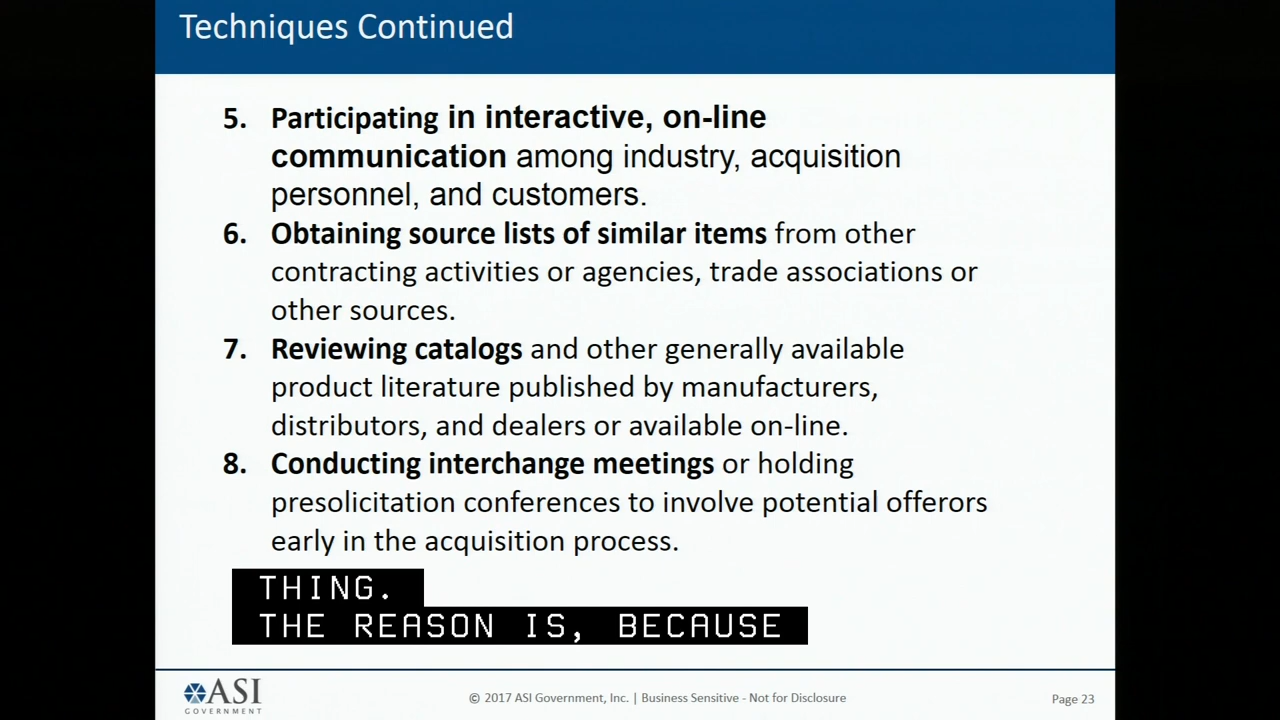 Techniques Continued
5. Participating in interactive, on-line
communication among industry, acquisition
personnel, and customers.
6. Obtaining source lists of similar items from other
contracting activities or agencies, trade associations or
other sources.
7. Reviewing catalogs and other generally available
product literature published by manufacturers,
distributors, and dealers or available on-line.
8. Conducting interchange meetings or holding
presolicitation conferences to involve potential offerors
early in the acquisition process.
THING.
THE REASON IS, BECAUSE
ASI
GOVERNMENT
© 2017 ASI Government, Inc. | Business Sensitive - Not for Disclosure
Page 23